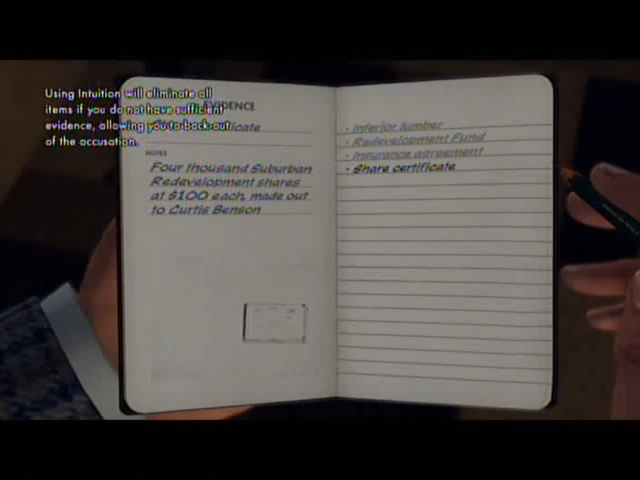 Using Intuition will eliminate all
items if you do not have sufficient
evidence, allowing you to back out
of the accusation.
EVIDENCE
NOTES
Four thousand Suburban
Redevelopment shares
at $100 each, made out
to Curtis Benson
- Inferior lumber
- Redevelopment Fund
- Insurance agreement
- Share certificate